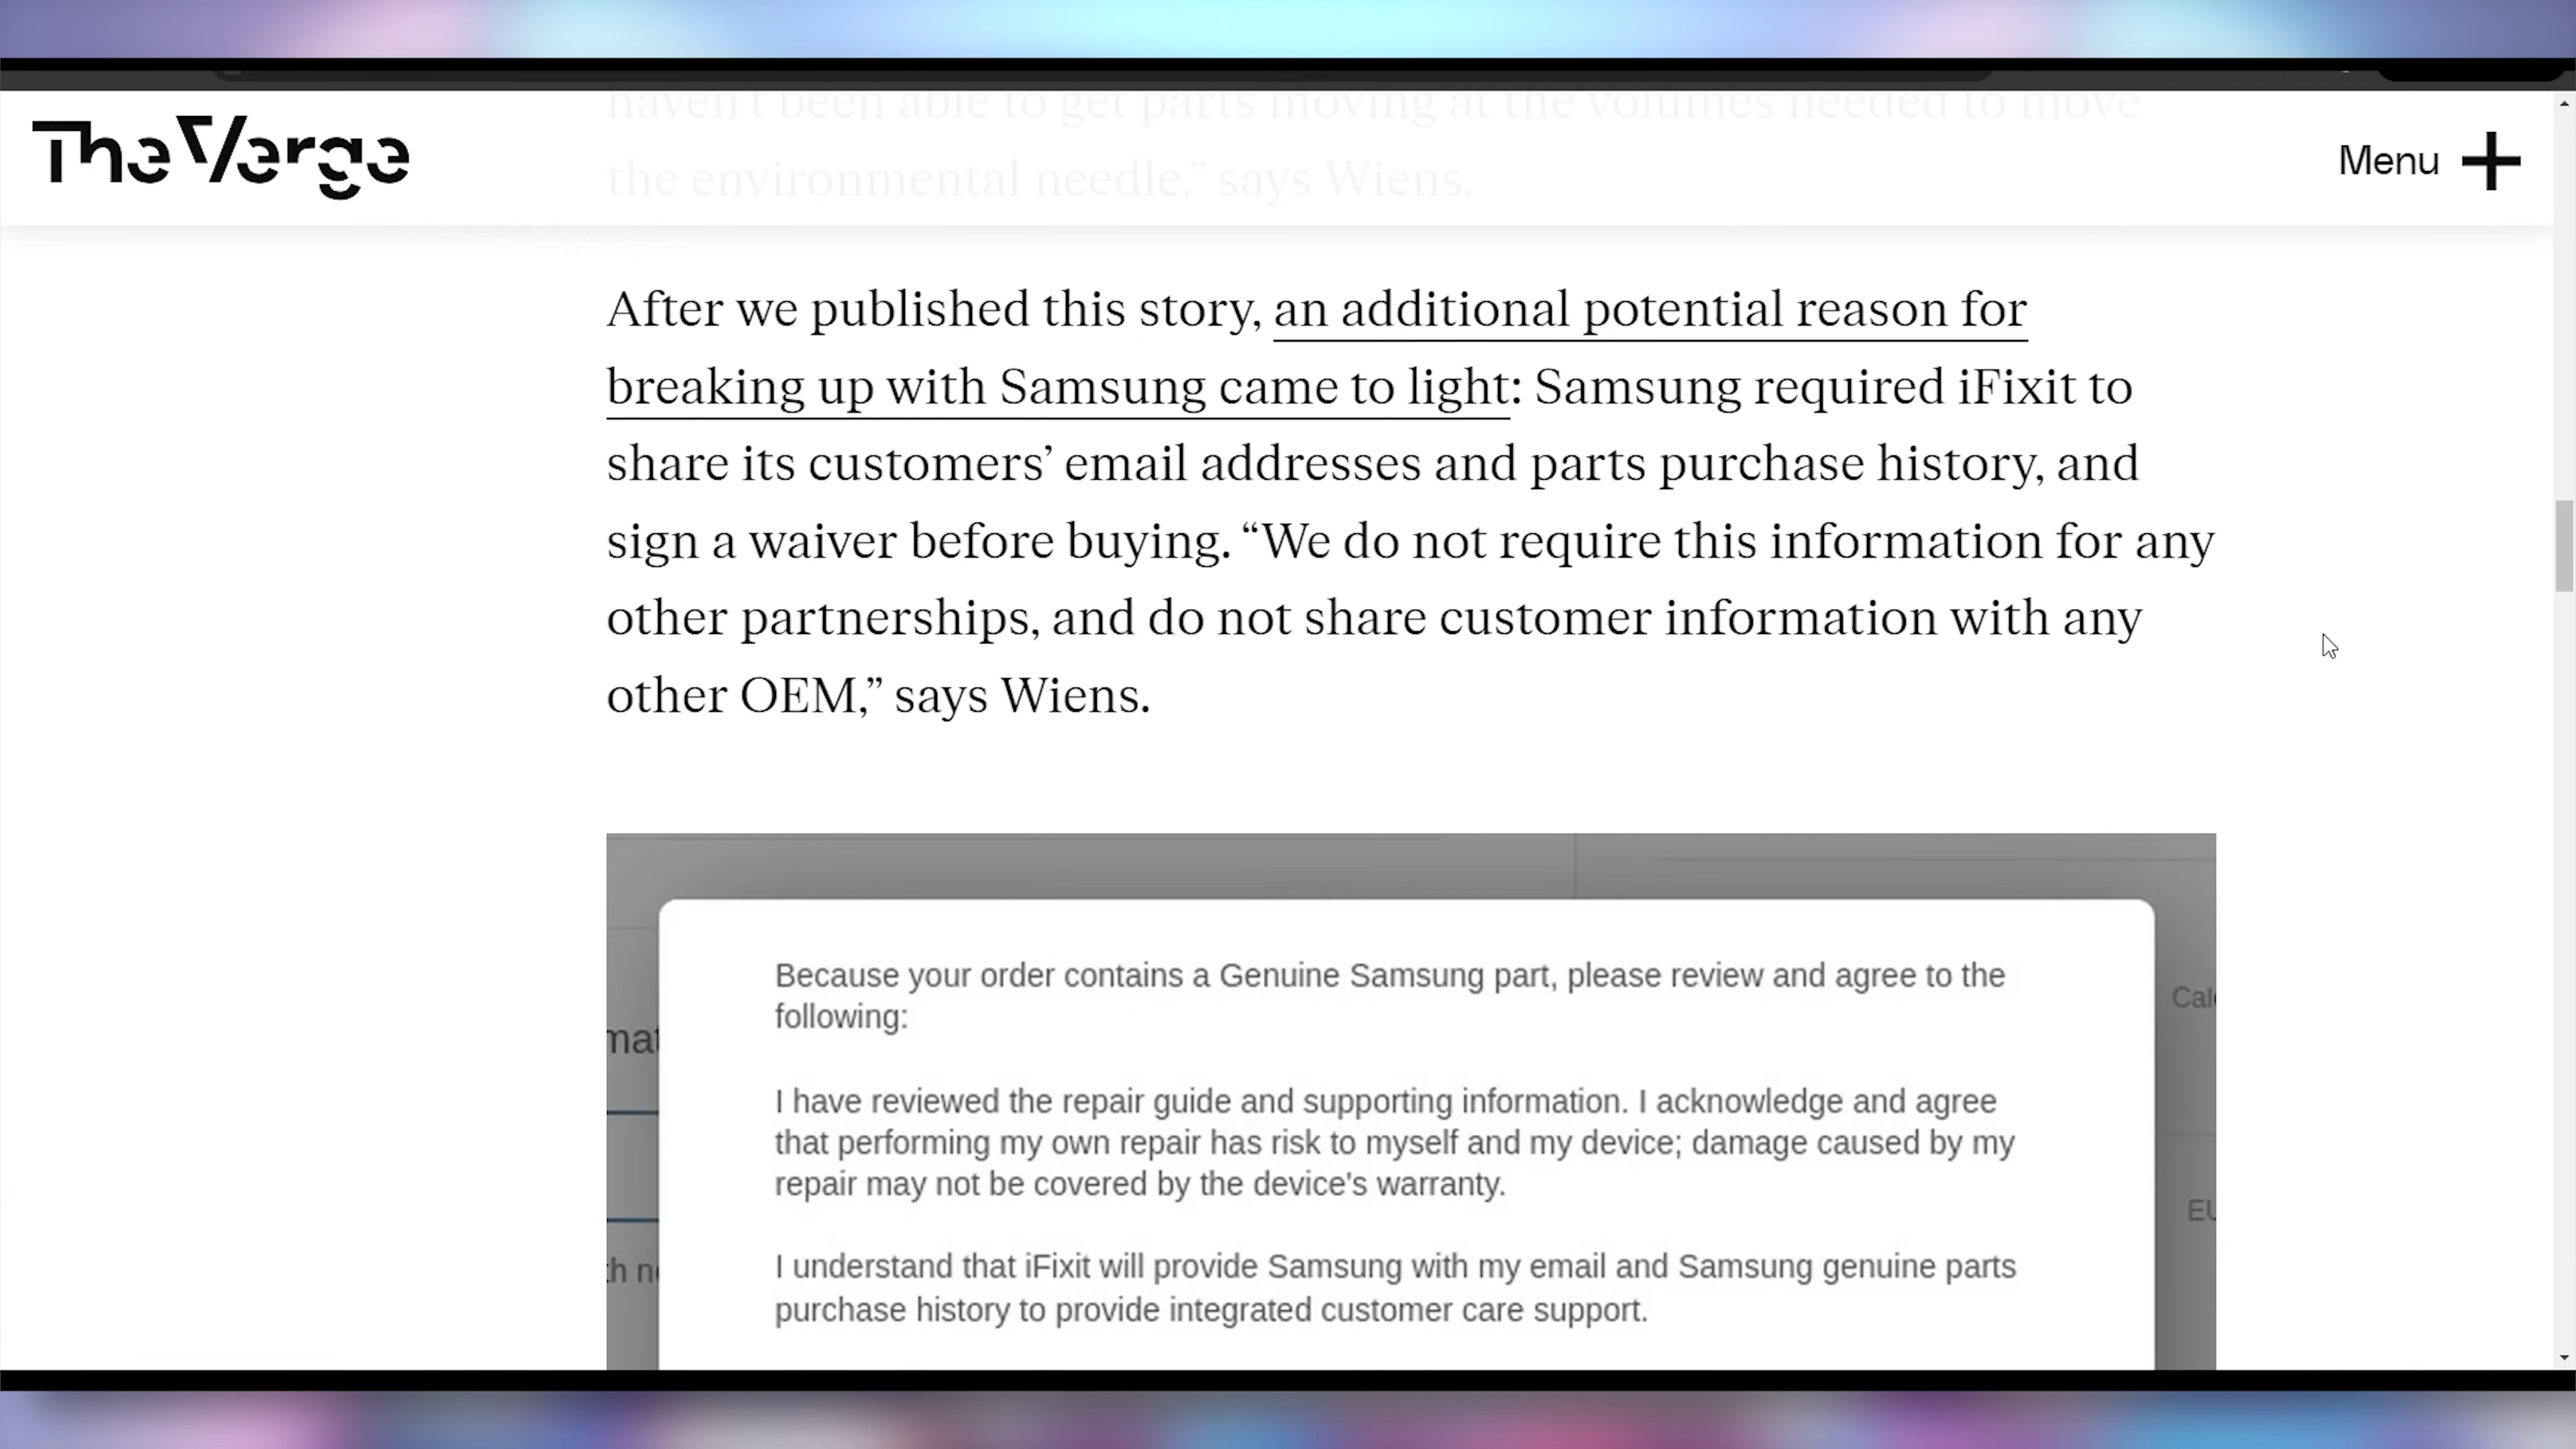 haven't been able to get parts moving at the volumes needed to move
The Verge
Menu
the environmental needle,” says Wiens.
After we published this story, an additional potential reason for
breaking up with Samsung came to light: Samsung required iFixit to
share its customers’ email addresses and parts purchase history, and
sign a waiver before buying. “We do not require this information for any
other partnerships, and do not share customer information with any
other OEM,” says Wiens.
Because your order contains a Genuine Samsung part, please review and agree to the
following:
I have reviewed the repair guide and supporting information. I acknowledge and agree
that performing my own repair has risk to myself and my device; damage caused by my
repair may not be covered by the device's warranty.
I understand that iFixit will provide Samsung with my email and Samsung genuine parts
purchase history to provide integrated customer care support.